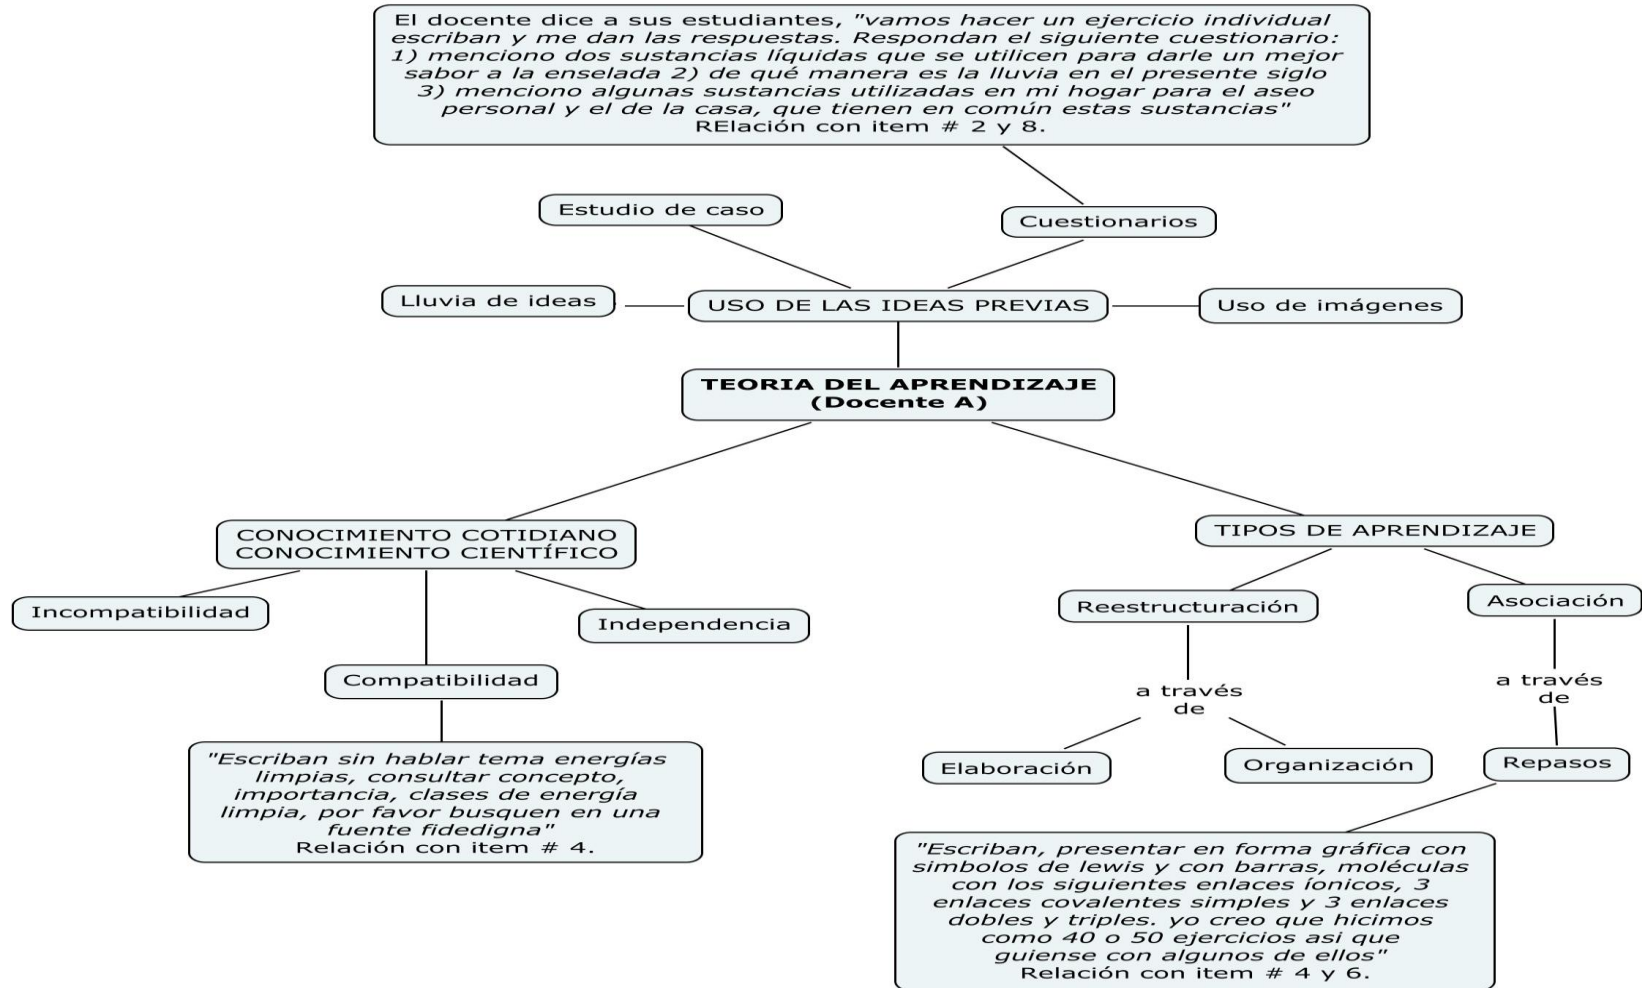 El docente dice a sus estudiantes, "vamos hacer un ejercicio individual
escriban y me dan las respuestas. Respondan el siguiente cuestionario:
1) menciono dos sustancias líquidas que se utilicen para darle un mejor
sabor a la enselada 2) de qué manera es la lluvia en el presente siglo
3) menciono algunas sustancias utilizadas en mi hogar para el aseo
personal y el de la casa, que tienen en común estas sustancias"
RElación con item # 2 y 8.
Estudio de caso
Cuestionarios
Lluvia de ideas
USO DE LAS IDEAS PREVIAS
Uso de imágenes
TEORIA DEL APRENDIZAJE
(Docente A)
CONOCIMIENTO COTIDIANO
CONOCIMIENTO CIENTÍFICO
TIPOS DE APRENDIZAJE
Incompatibilidad
Independencia
Compatibilidad
"Escriban sin hablar tema energías
limpias, consultar concepto,
importancia, clases de energía
limpia, por favor busquen en una
fuente fidedigna"
Relación con item # 4.
Reestructuración
Asociación
a través
de
a través
de
Elaboración
Organización
Repasos
"Escriban, presentar en forma gráfica con
simbolos de lewis y con barras, moléculas
con los siguientes enlaces íonicos, 3
enlaces covalentes simples y 3 enlaces
dobles y triples. yo creo que hicimos
como 40 o 50 ejercicios asi que
guiense con algunos de ellos"
Relación con item # 4 y 6.